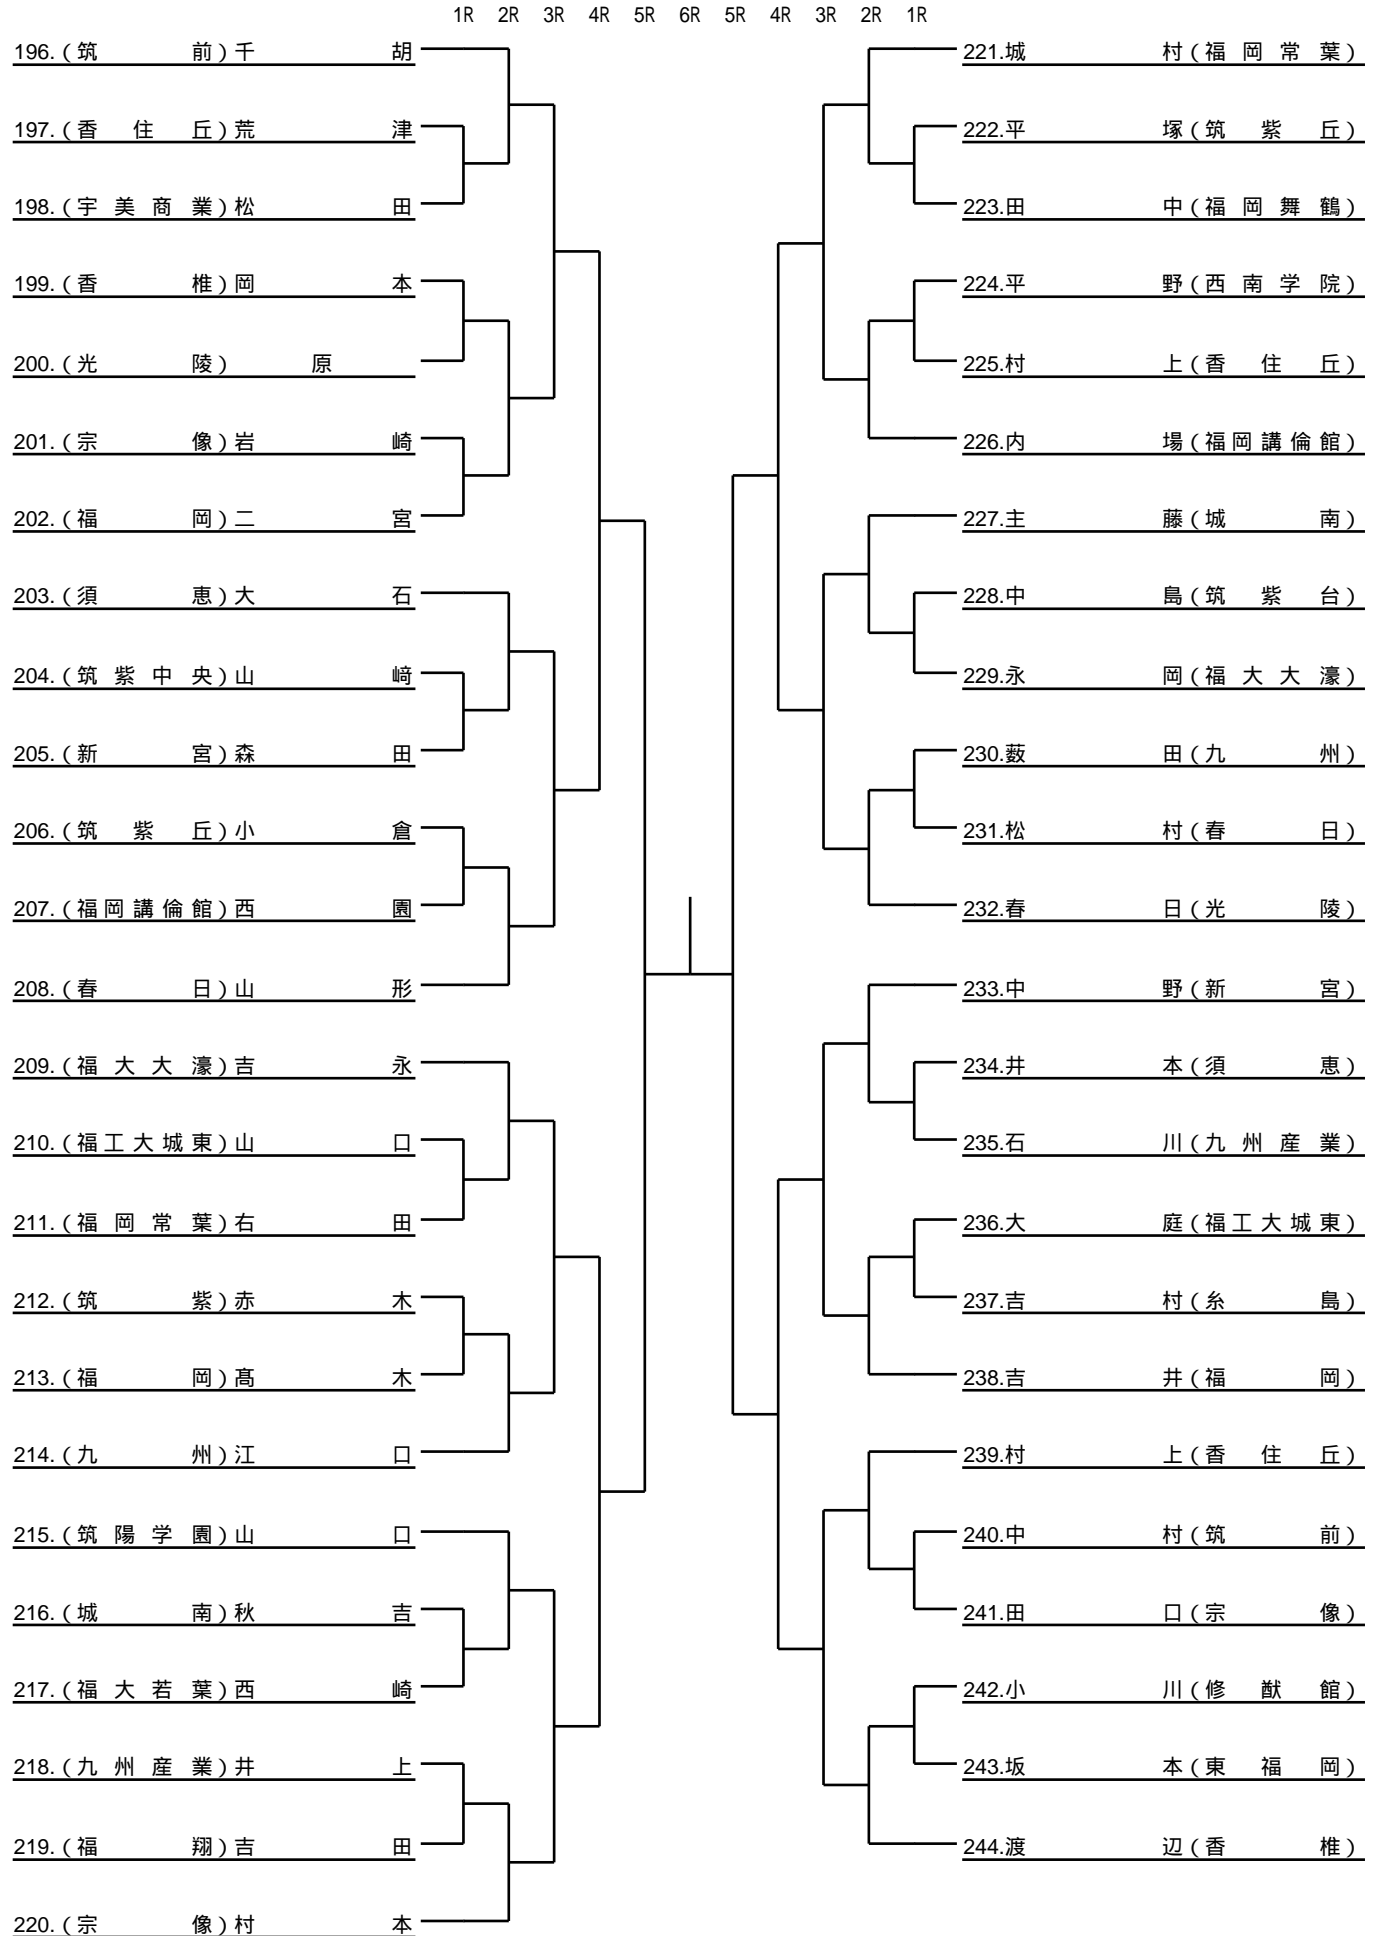 1R 2R 3R 4R 5R 6R 5R 4R 3R 2R 1R
196.（筑前）千胡
197.（香住丘）荒津
198.（宇美商業）松田
199.（香椎）岡本
200.（光陵）原
201.（宗像）岩崎
202.（福岡）二宮
203.（須恵）大石
204.（筑紫中央）山﨑
205.（新宮）森田
206.（筑紫丘）小倉
207.（福岡講倫館）西園
208.（春日）山形
209.（福大大濠）吉永
210.（福工大城東）山口
211.（福岡常葉）右田
212.（筑紫）赤木
213.（福岡）髙木
214.（九州）江口
215.（筑陽学園）山口
216.（城南）秋吉
217.（福大若葉）西崎
218.（九州産業）井上
219.（福翔）吉田
220.（宗像）村本
221.城村（福岡常葉）
222.平塚（筑紫丘）
223.田中（福岡舞鶴）
224.平野（西南学院）
225.村上（香住丘）
226.内場（福岡講倫館）
227.主藤（城南）
228.中島（筑紫台）
229.永岡（福大大濠）
230.薮田（九州）
231.松村（春日）
232.春日（光陵）
233.中野（新宮）
234.井本（須恵）
235.石川（九州産業）
236.大庭（福工大城東）
237.吉村（糸島）
238.吉井（福岡）
239.村上（香住丘）
240.中村（筑前）
241.田口（宗像）
242.小川（修猷館）
243.坂本（東福岡）
244.渡辺（香椎）